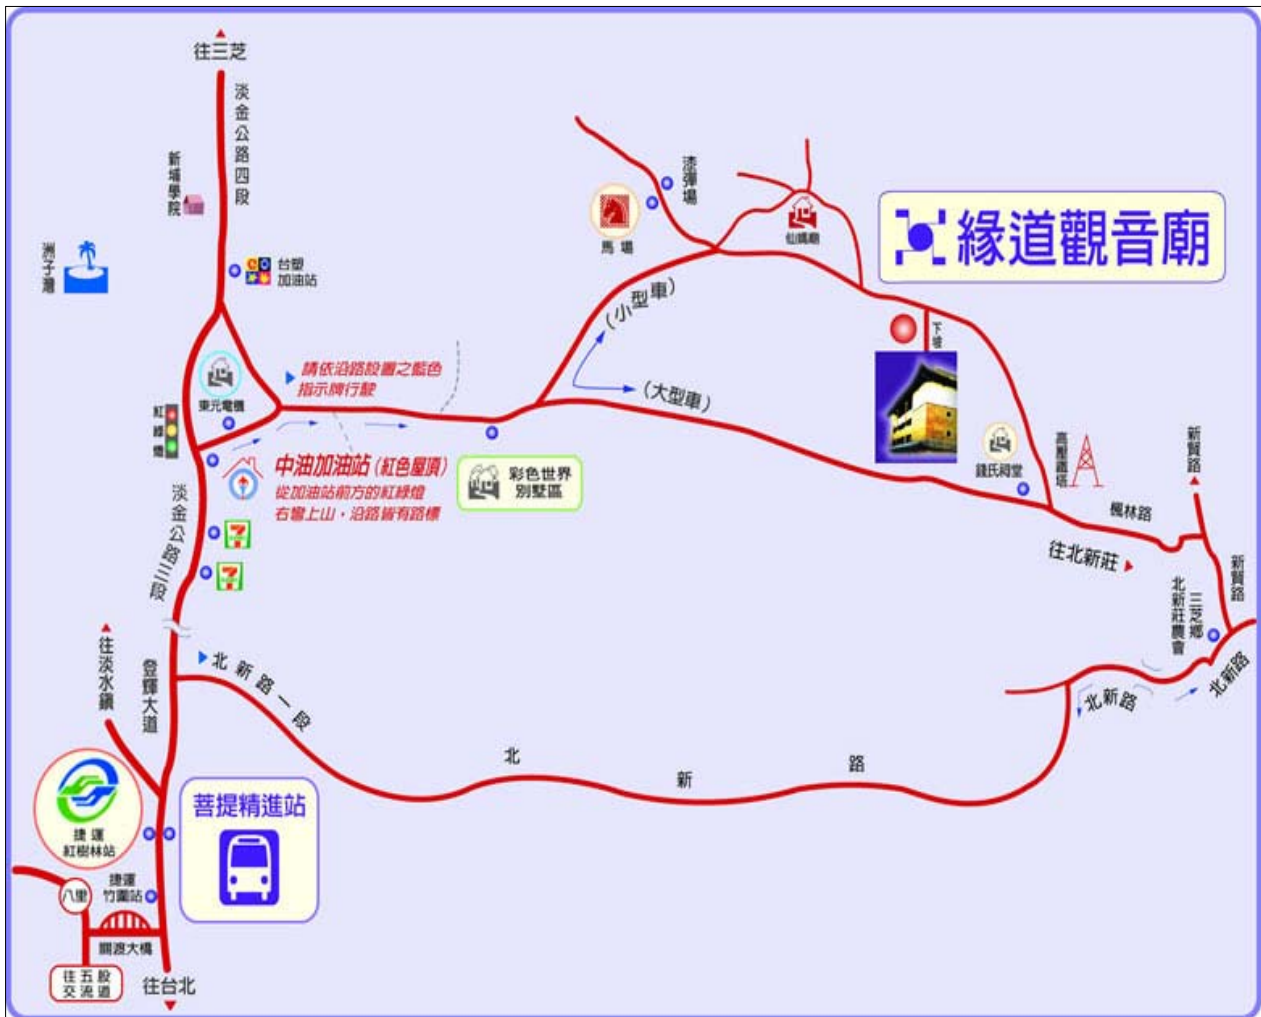 往三芝
淡金公路四段
新埔學院
洲子灣
台塑
加油站
漆彈場
馬場
仙媽廟
緣道觀音廟
(小型車)
(大型車)
下坡
請依沿路設置之藍色
指示牌行駛
東元電機
紅綠燈
中油加油站(紅色屋頂)
從加油站前方的紅綠燈
右彎上山,沿路皆有路標
彩色世界
別墅區
錢氏祠堂
高壓鐵塔
新賢路
楓林路
往北新莊
新賢路
三芝鄉
北新莊農會
淡金公路三段
7
7
往淡水鎮
登輝大道
北新路一段
北新路
北新路
北新路
捷運
紅樹林站
菩提精進站
捷運
竹圍站
八里
關渡大橋
往五股
交流道
往台北